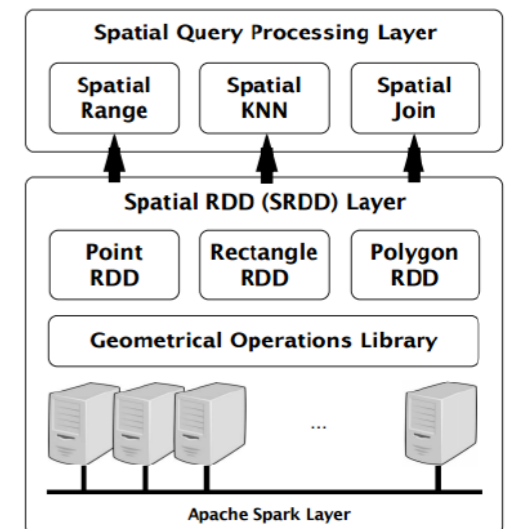 Spatial Query Processing Layer
Spatial
Range
Spatial
KNN
Spatial
Join
Spatial RDD (SRDD) Layer
Point
RDD
Rectangle
RDD
Polygon
RDD
Geometrical Operations Library
...
Apache Spark Layer